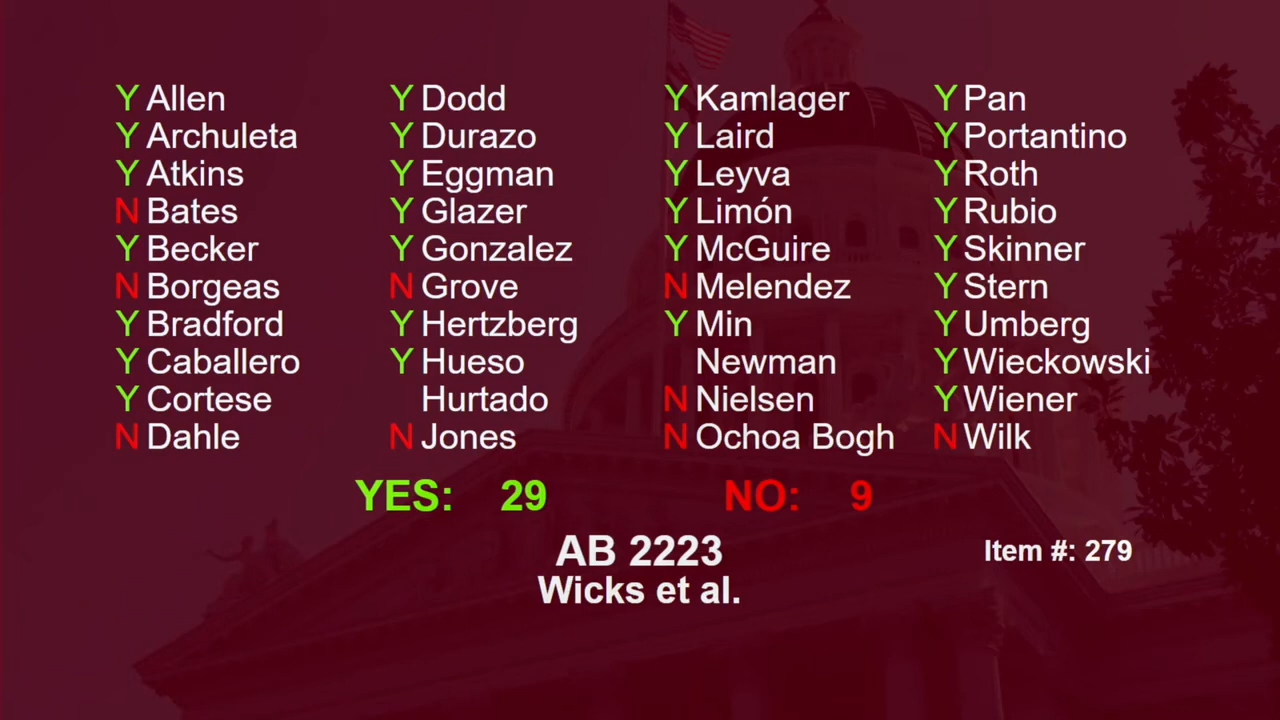 Y Allen
Y Archuleta
Y Atkins
N Bates
Y Becker
N Borgeas
Y Bradford
Y Caballero
Y Cortese
N Dahle
Y Dodd
Y Durazo
Y Eggman
Y Glazer
Y Gonzalez
N Grove
Y Hertzberg
Y Hueso
Hurtado
N Jones
Y Kamlager
Y Laird
Y Leyva
Y Limón
Y McGuire
N Melendez
Y Min
Newman
N Nielsen
N Ochoa Bogh
Y Pan
Y Portantino
Y Roth
Y Rubio
Y Skinner
Y Stern
Y Umberg
Y Wieckowski
Y Wiener
N Wilk
YES: 29
NO: 9
AB 2223
Wicks et al.
Item #: 279